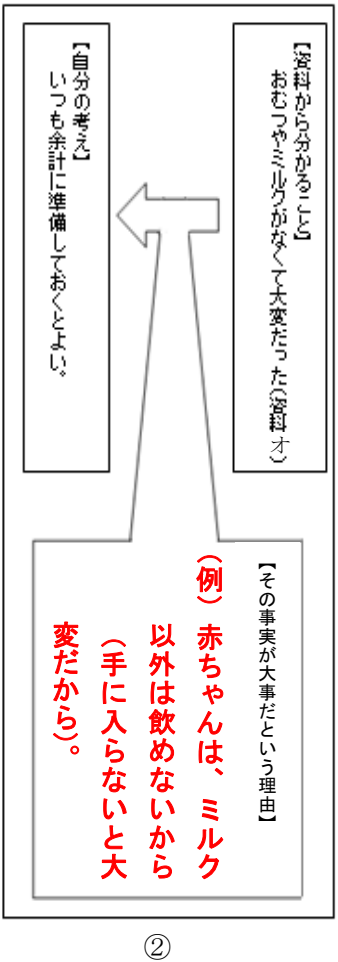 【資料から分かること】
おむつやミルクがなくて大変だった（資料オ）
【自分の考え】
いつも余計に準備しておくとよい。
【その事実が大事だという理由】
（例）赤ちゃんは、ミルク
以外は飲めないから
（手に入らないと大
変だから）。
②